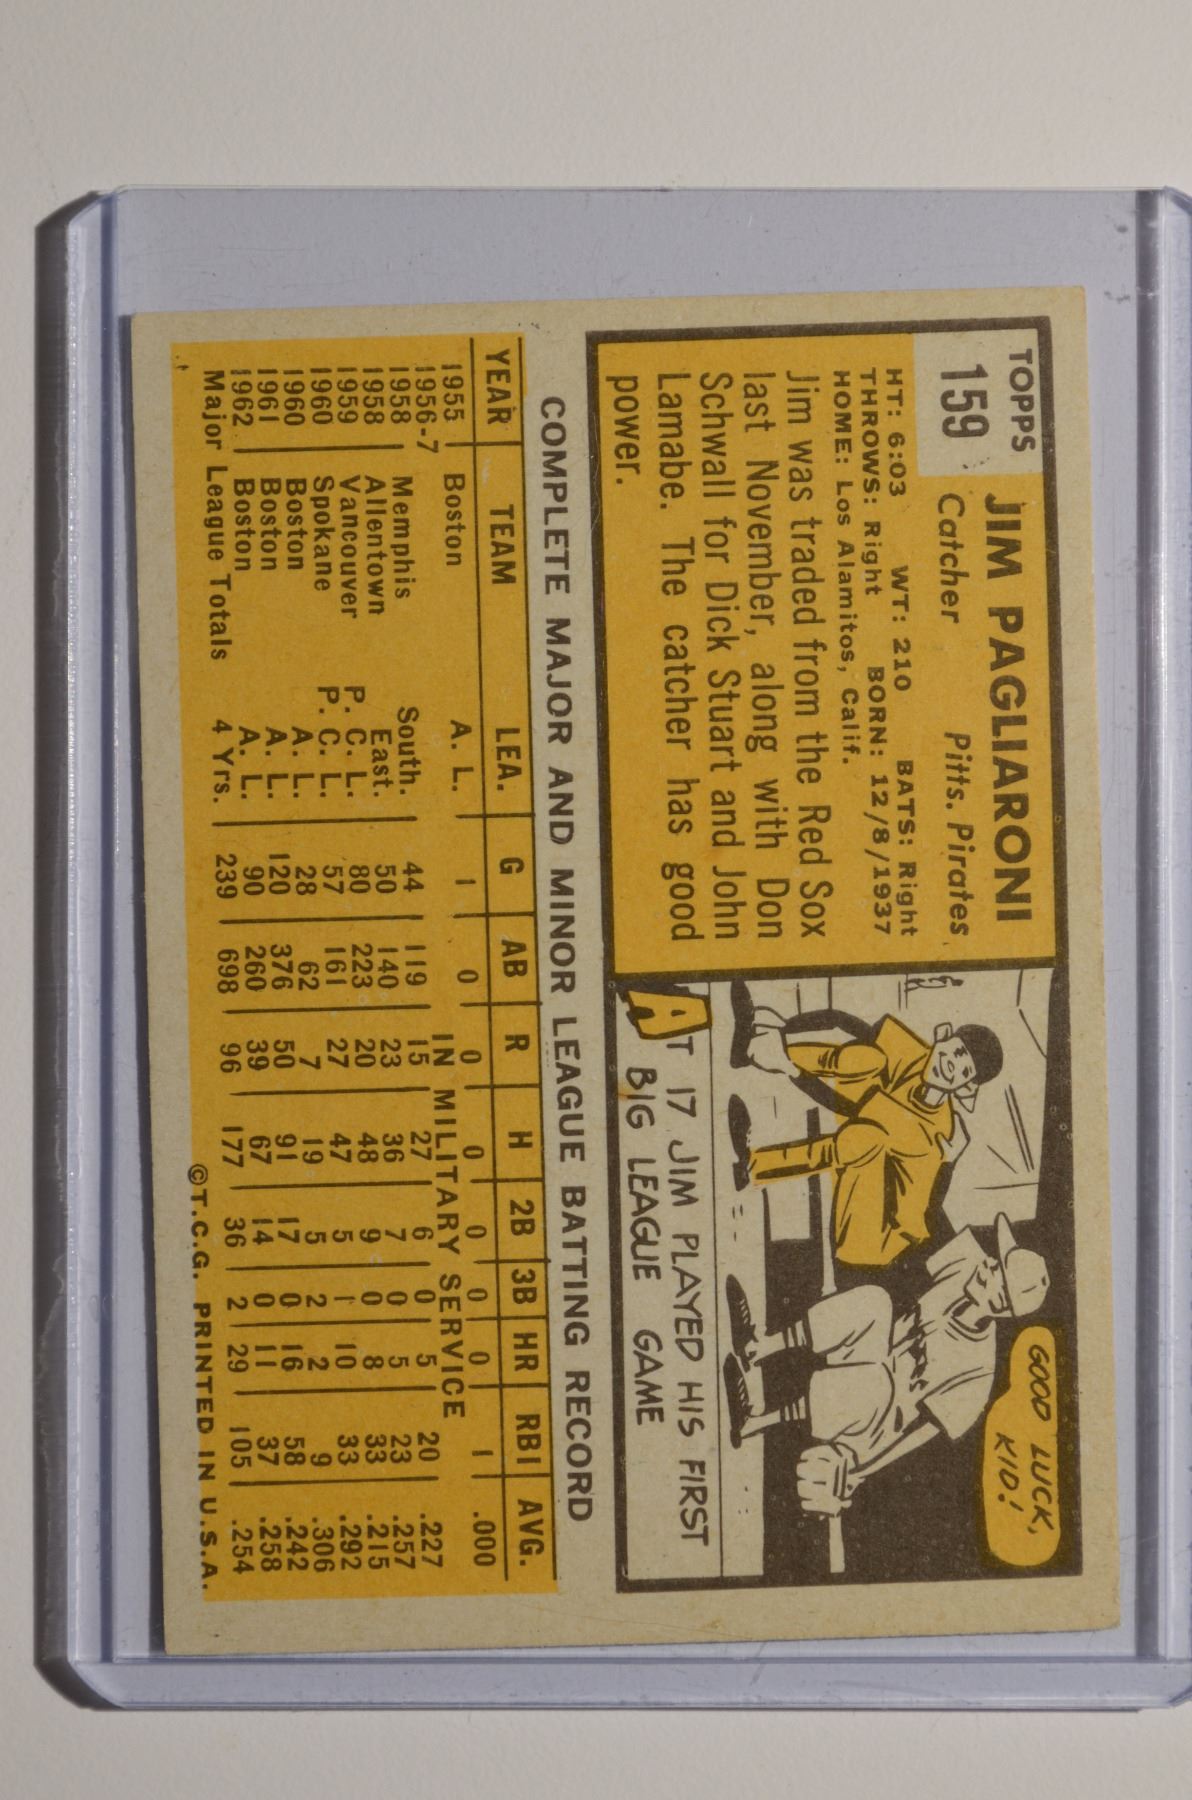 TOPPS
159
JIM PAGLIARONI
Catcher Pitts. Pirates
HT: 6:03 WT: 210 BATS: Right
THROWS: Right BORN: 12/8/1937
HOME: Los Alamitos, Calif.
Jim was traded from the Red Sox
last November, along with Don
Schwall for Dick Stuart and John
Lamabe. The catcher has good
power.
GOOD LUCK,
KID!
AT 17 JIM PLAYED HIS FIRST
BIG LEAGUE GAME
COMPLETE MAJOR AND MINOR LEAGUE BATTING RECORD
YEAR TEAM LEA. G AB R H 2B 3B HR RBI AVG.
1955 Boston A. L. 1 0 0 0 0 0 0 1 .000
1956-7 IN MILITARY SERVICE
1958 Memphis South. 44 119 15 27 6 0 5 20 .227
1958 Allentown East. 50 140 23 36 7 0 5 23 .257
1959 Vancouver P. C. L. 80 223 20 48 9 0 8 33 .215
1960 Spokane P. C. L. 57 161 27 47 5 1 10 33 .292
1960 Boston A. L. 28 62 7 19 5 2 2 9 .306
1961 Boston A. L. 120 376 50 91 17 0 16 58 .242
1962 Boston A. L. 90 260 39 67 14 0 11 37 .258
Major League Totals 4 Yrs. 239 698 96 177 36 2 29 105 .254
©T.C.G. PRINTED IN U.S.A.